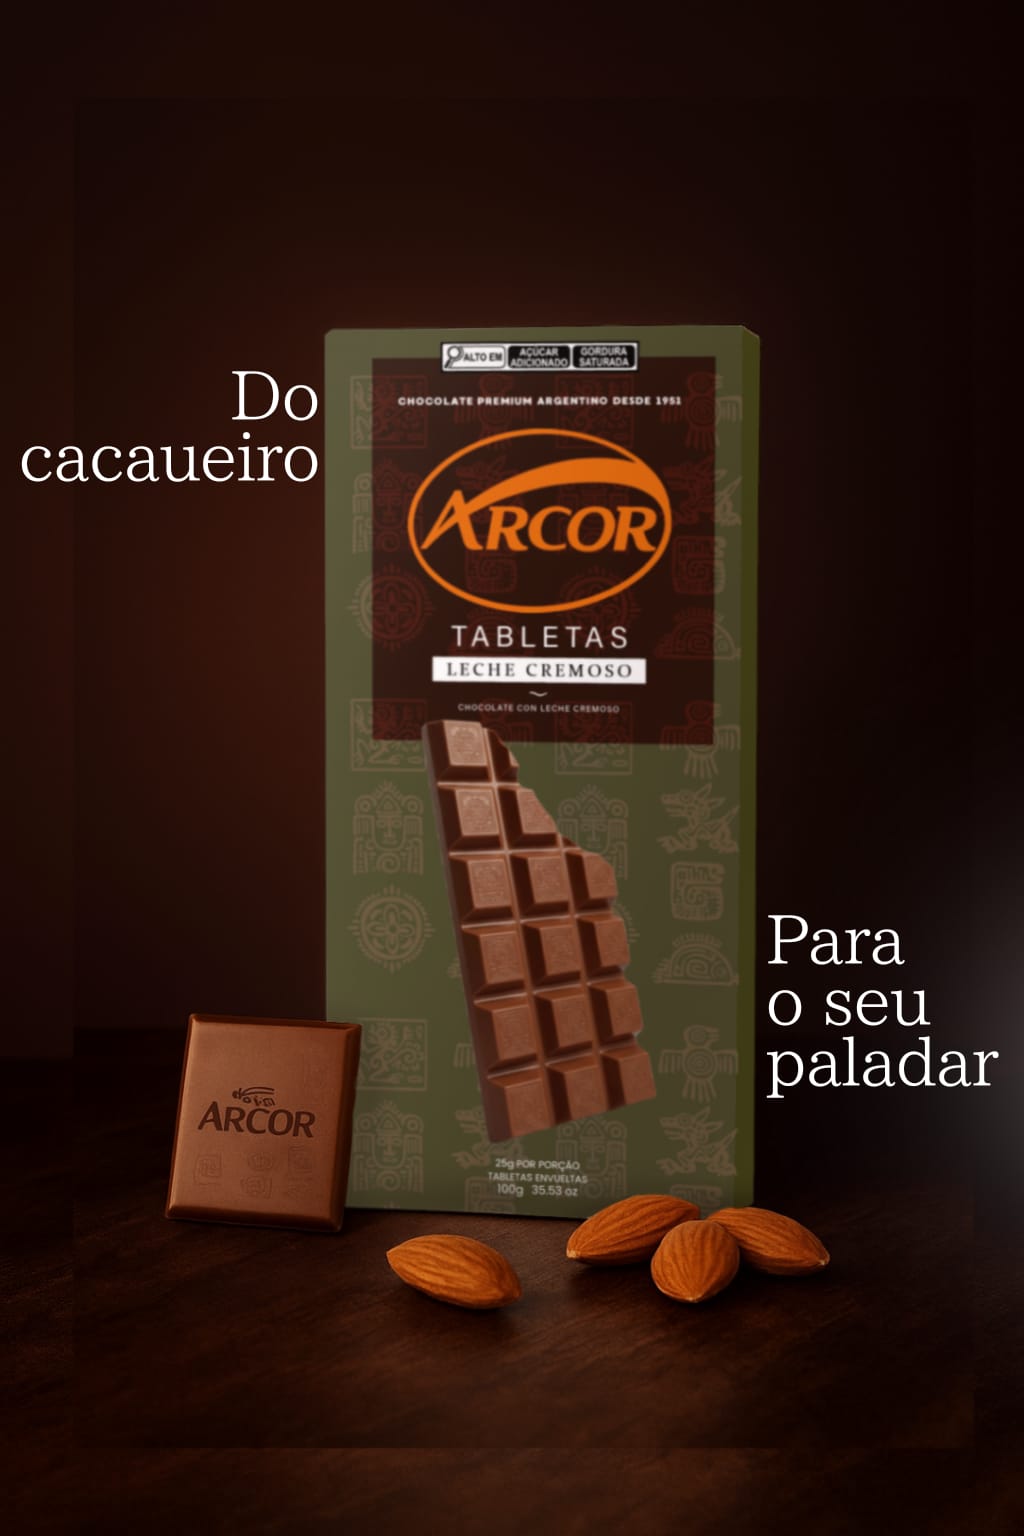 Do
cacaueiro
ALTO EM
AÇÚCAR
ADICIONADO
GORDURA
SATURADA
CHOCOLATE PREMIUM ARGENTINO DESDE 1951
ARCOR
TABLETAS
LECHE CREMOSO
CHOCOLATE CON LECHE CREMOSO
Para
o seu
paladar
ARCOR
25g POR PORÇÃO
TABLETAS ENVUELTAS
100g 35.53 oz